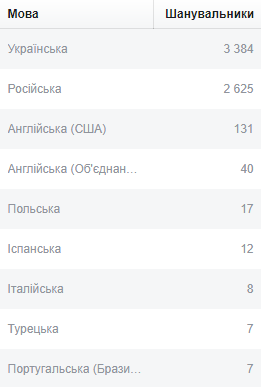 Мова Шанувальники
Українська 3 384
Російська 2 625
Англійська (США) 131
Англійська (Об'єднан... 40
Польська 17
Іспанська 12
Італійська 8
Турецька 7
Португальська (Брази... 7